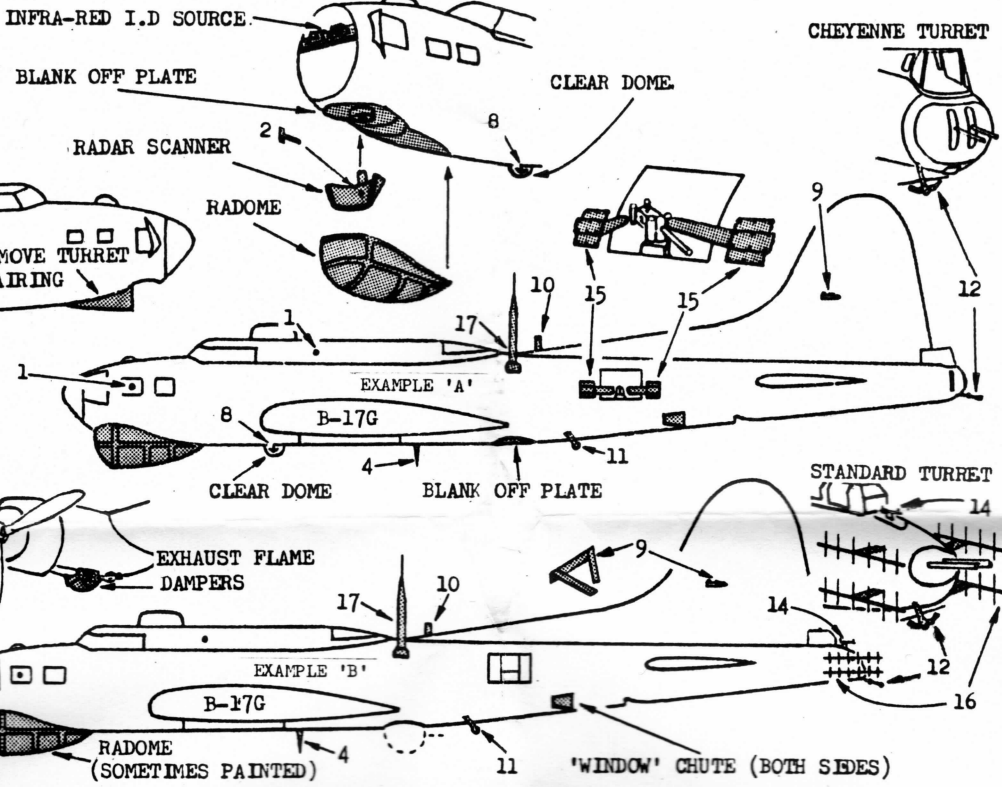 INFRA-RED I.D SOURCE
CHEYENNE TURRET
BLANK OFF PLATE
CLEAR DOME.
8
2
RADAR SCANNER
RADOME
9
MOVE TURRET
AIRING
15
15
10
12
17
1
1
EXAMPLE 'A'
B-17G
8
4
11
CLEAR DOME
BLANK OFF PLATE
STANDARD TURRET
14
EXHAUST FLAME
DAMPERS
9
17
10
14
12
EXAMPLE 'B'
B-17G
16
RADOME
(SOMETIMES PAINTED)
4
11
'WINDOW' CHUTE (BOTH SIDES)